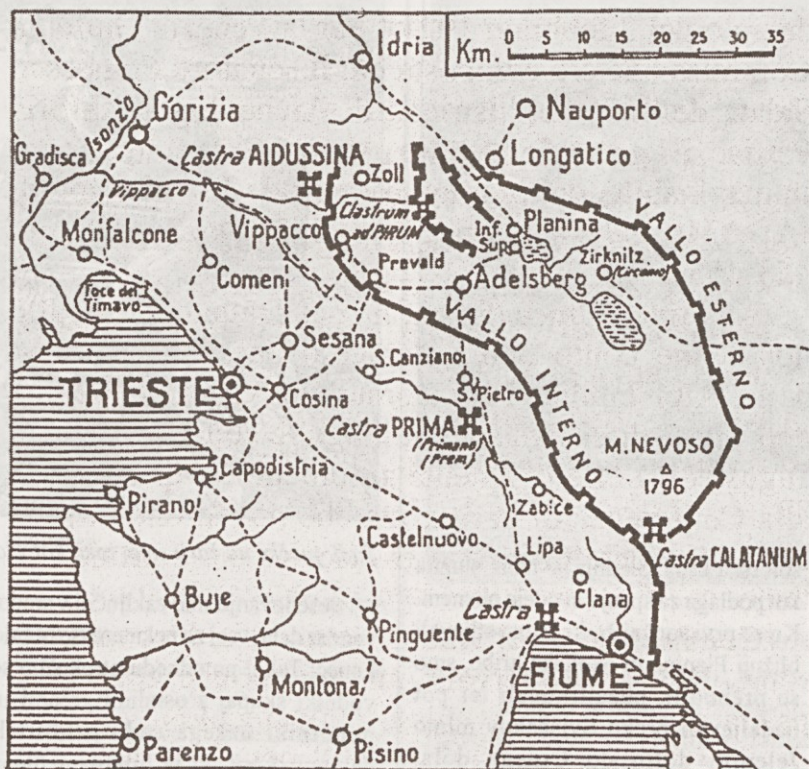 Km.
0 5 10 15 20 25 30 35
Idria
Nauporto
Isonzo
Gorizia
Longatico
Castra AIDUSSINA
Zoll
Gradisca
Vippacco
Clastrum
ad PIRUM
Vippacco
Inf.
Sup.
Planina
VALLO ESTERNO
Monfalcone
Zirknitz
(Circonio)
Prevald
Comen
Adelsberg
Foce del
Timavo
VALLO INTERNO
Sesana
S. Canziano
TRIESTE
Cosina
S. Pietro
Castra PRIMA
(Primano)
(Prem)
M. NEVOSO
1796
Capodistria
Pirano
Zabice
Castelnuovo
Castra CALATANUM
Lipa
Buje
Clana
Castra
Pinguente
FIUME
Montona
Parenzo
Pisino